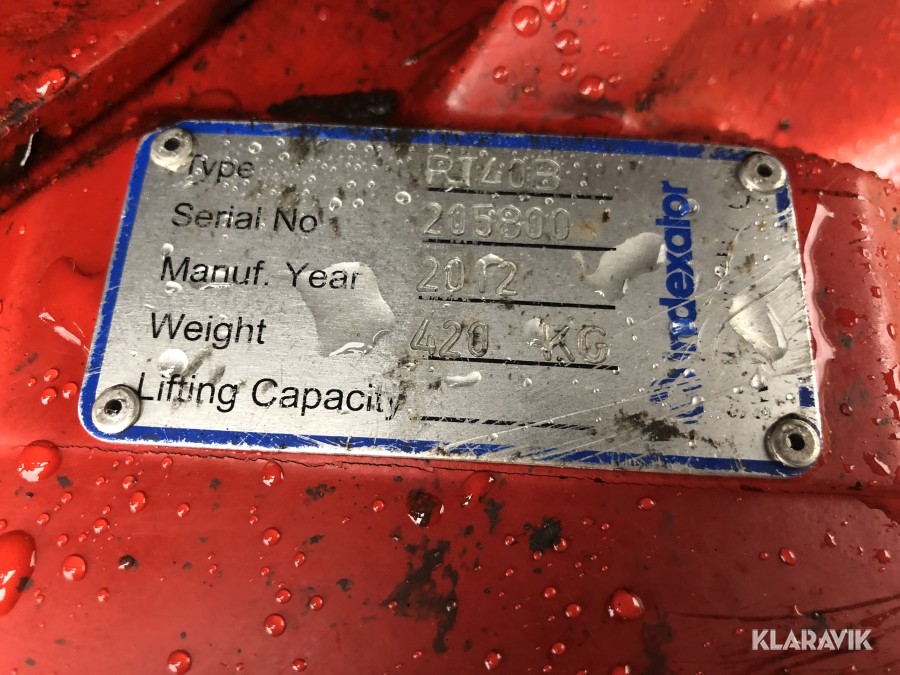 Type RT40B
Serial No 205800
Manuf. Year 2012
Weight 420 KG
Lifting Capacity
indexator
KLARAVIK